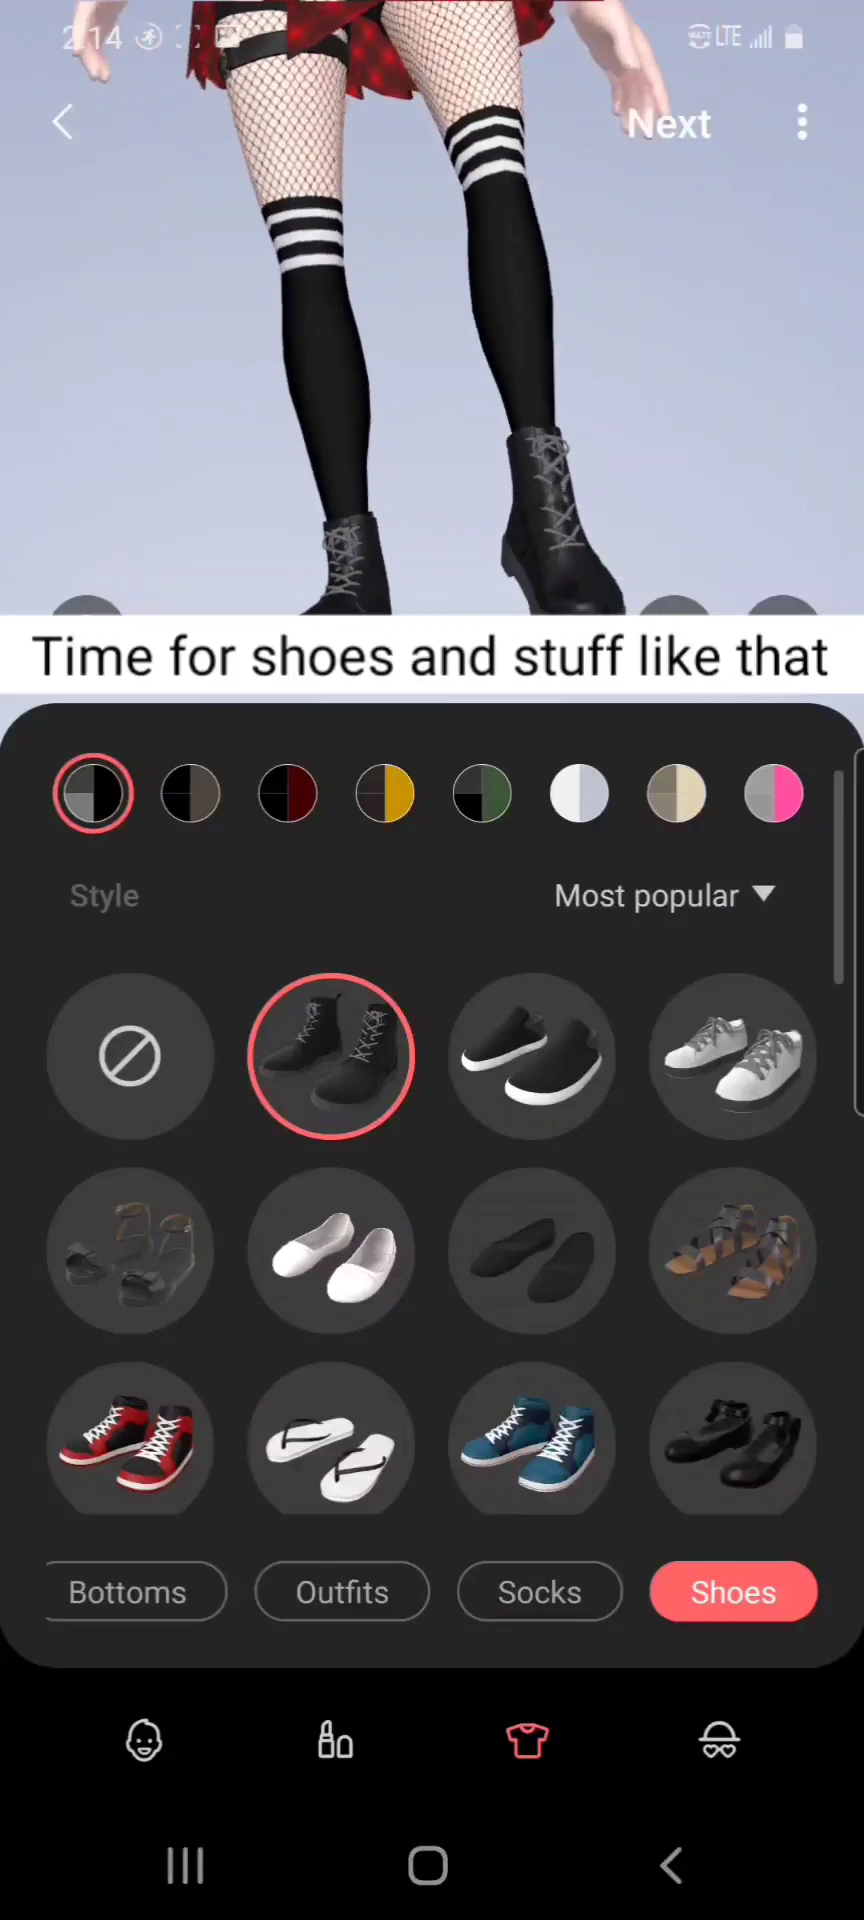 2:14
LTE
Next
Time for shoes and stuff like that
Style
Most popular
Bottoms
Outfits
Socks
Shoes